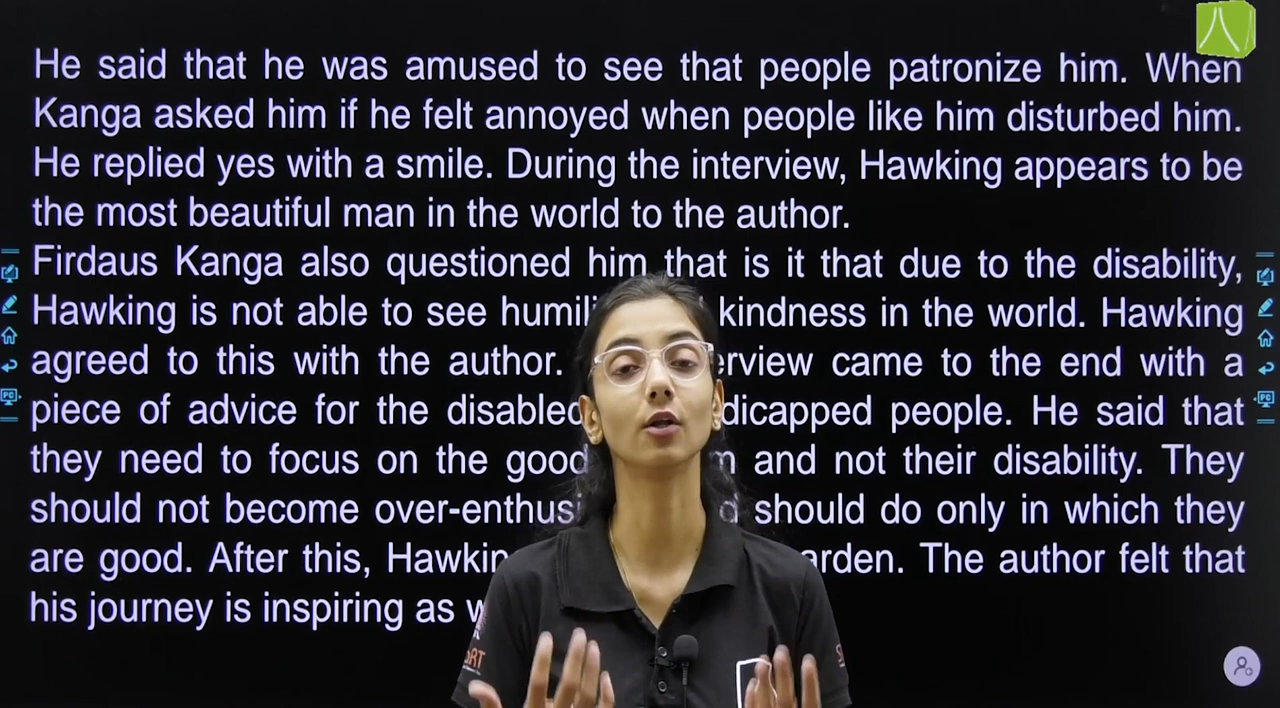 He said that he was amused to see that people patronize him. When
Kanga asked him if he felt annoyed when people like him disturbed him.
He replied yes with a smile. During the interview, Hawking appears to be
the most beautiful man in the world to the author.
Firdaus Kanga also questioned him that is it that due to the disability,
Hawking is not able to see kindness in the world. Hawking
agreed to this with the author. came to the end with a
piece of advice for the people. He said that
they need to focus on the good and not their disability. They
should not become should do only in which they
are good. After this, The author felt that
his journey is inspiring as
PC
PC